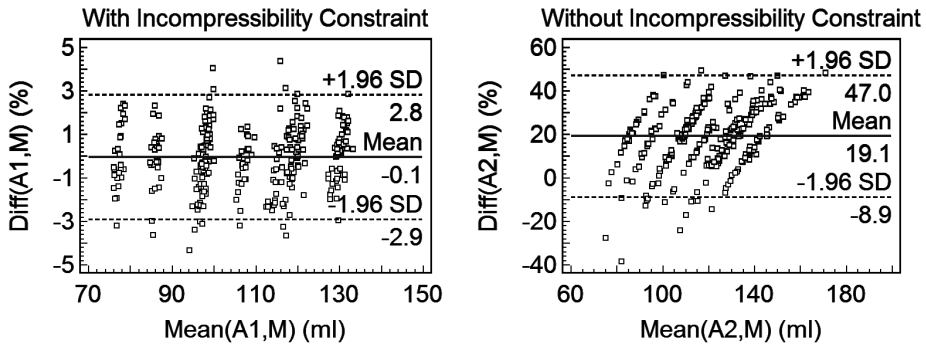 With Incompressibility Constraint
Diff(A1,M) (%)
5
3
1
-1
-3
-5
+1.96 SD
2.8
Mean
-0.1
-1.96 SD
-2.9
70 90 110 130 150
Mean(A1,M) (ml)
Without Incompressibility Constraint
Diff(A2,M) (%)
60
40
20
0
-20
-40
+1.96 SD
47.0
Mean
19.1
-1.96 SD
-8.9
60 100 140 180
Mean(A2,M) (ml)